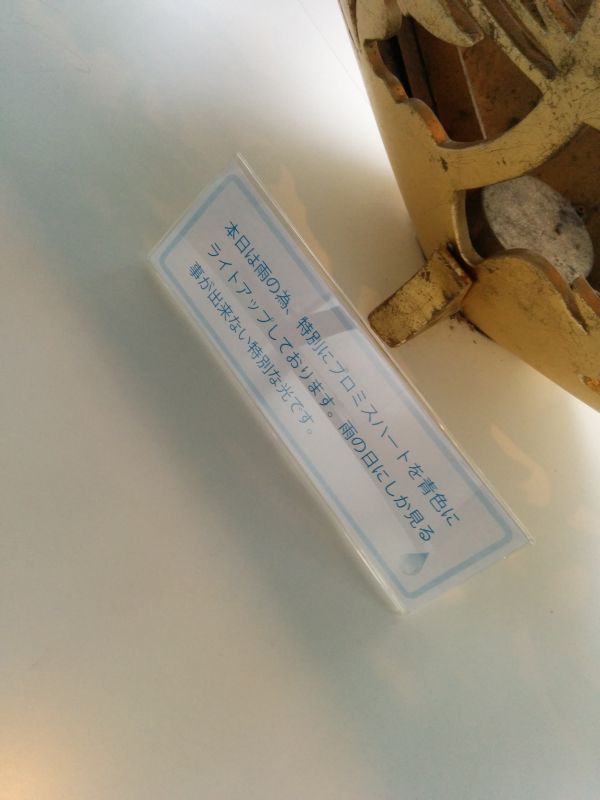 本日は雨の為、特別にプロミスハートを青色に
ライトアップしております。雨の日にしか見る
事が出来ない特別な光です。